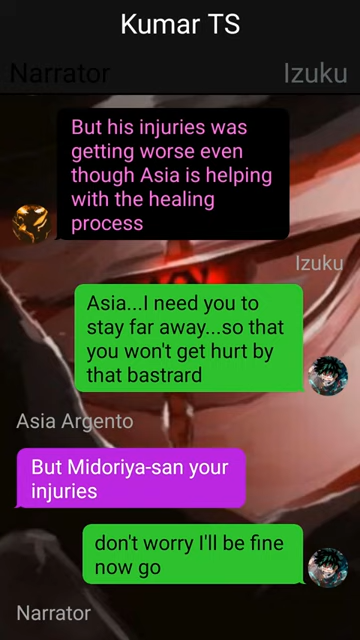 Kumar TS
Narrator
Izuku
But his injuries was
getting worse even
though Asia is helping
with the healing
process
Izuku
Asia...I need you to
stay far away...so that
you won't get hurt by
that bastrard
Asia Argento
But Midoriya-san your
injuries
don't worry I'll be fine
now go
Narrator